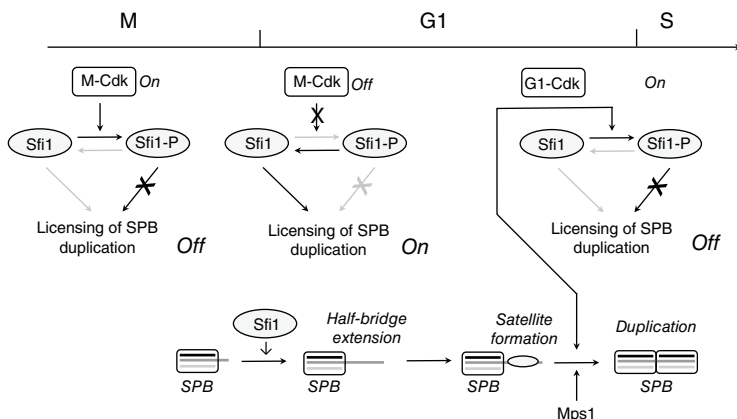 M G1 S
M-Cdk On
M-Cdk Off
G1-Cdk On
Sfi1 Sfi1-P
Sfi1 Sfi1-P
Sfi1 Sfi1-P
Licensing of SPB
duplication Off
Licensing of SPB
duplication On
Licensing of SPB
duplication Off
Sfi1
Half-bridge
extension
Satellite
formation
Duplication
SPB
SPB
SPB
SPB
Mps1